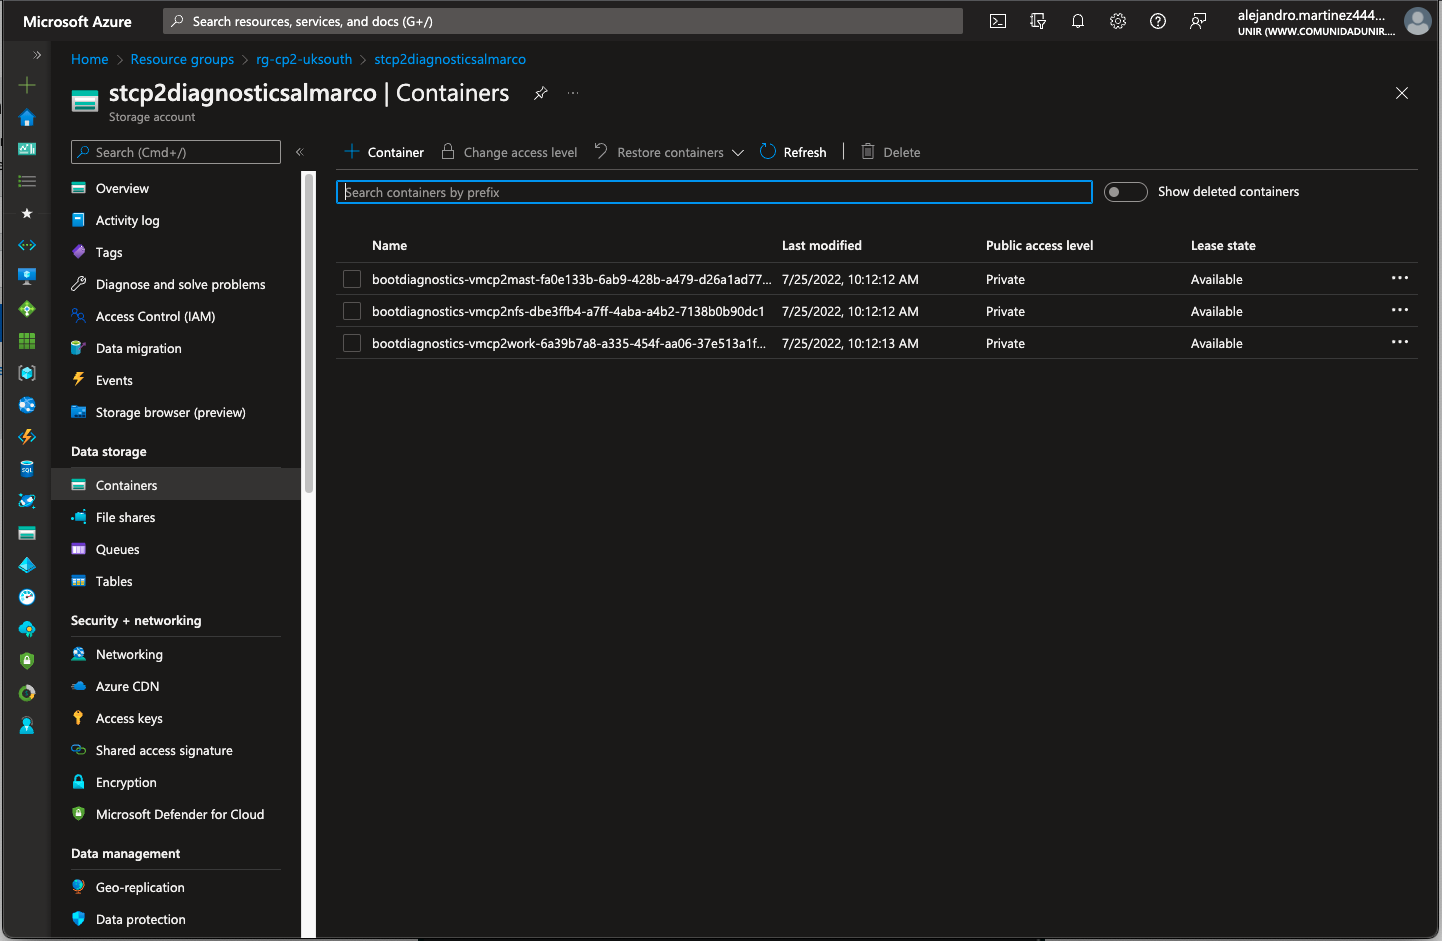 Microsoft Azure
Search resources, services, and docs (G+/)
alejandro.martinez444...
UNIR (WWW.COMUNIDADUNIR....
Home > Resource groups > rg-cp2-uksouth > stcp2diagnosticsalmarco
stcp2diagnosticsalmarco | Containers
Storage account
Search (Cmd+/)
Overview
Activity log
Tags
Diagnose and solve problems
Access Control (IAM)
Data migration
Events
Storage browser (preview)
Data storage
Containers
File shares
Queues
Tables
Security + networking
Networking
Azure CDN
Access keys
Shared access signature
Encryption
Microsoft Defender for Cloud
Data management
Geo-replication
Data protection
Container Change access level Restore containers Refresh Delete
Search containers by prefix
Show deleted containers
Name Last modified Public access level Lease state
bootdiagnostics-vmcp2mast-fa0e133b-6ab9-428b-a479-d26a1ad77... 7/25/2022, 10:12:12 AM Private Available
bootdiagnostics-vmcp2nfs-dbe3ffb4-a7ff-4aba-a4b2-7138b0b90dc1 7/25/2022, 10:12:12 AM Private Available
bootdiagnostics-vmcp2work-6a39b7a8-a335-454f-aa06-37e513a1f... 7/25/2022, 10:12:13 AM Private Available